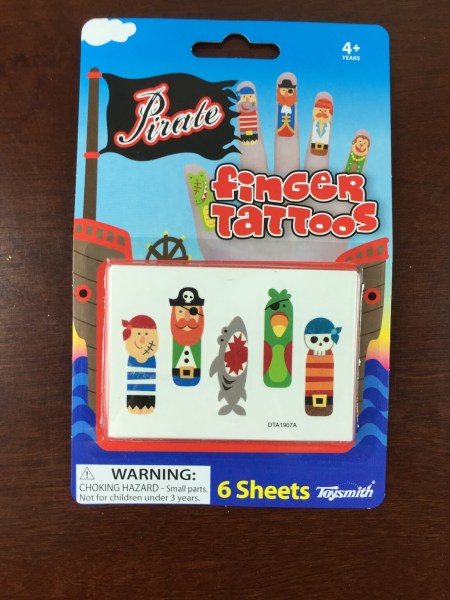 4+
YEARS
Pirate
Finger
Tattoos
DTA1907A
WARNING:
CHOKING HAZARD - Small parts.
Not for children under 3 years.
6 Sheets
Toysmith